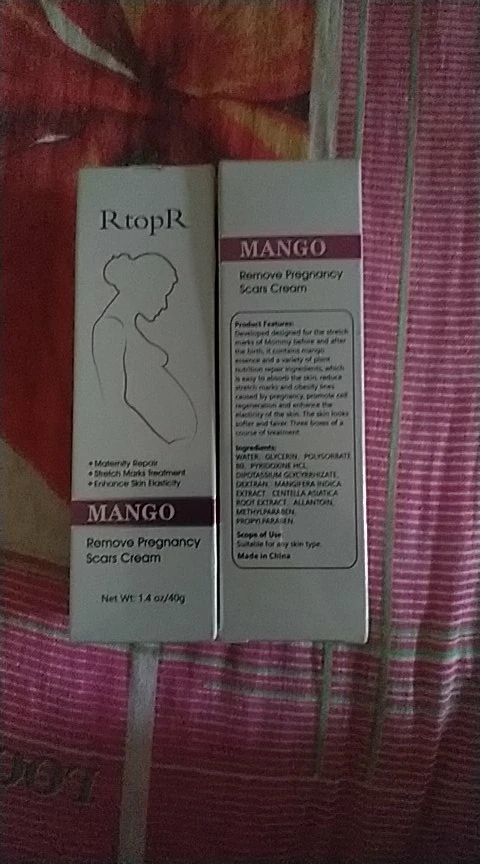 RtopR
• Maternity Repair
• Stretch Marks Treatment
• Enhance Skin Elasticity
MANGO
Remove Pregnancy
Scars Cream
Net Wt: 1.4 oz/40g
MANGO
Remove Pregnancy
Scars Cream
Product Features:
Developed designed for the stretch
marks of Mommy before and after
the birth, it contains mango
essence and a variety of plant
nutrition repair ingredients, which
is easy to absorb the skin, reduce
stretch marks and obesity lines
caused by pregnancy, promote cell
regeneration and enhance the
elasticity of the skin. The skin looks
softer and fairer. Three boxes of a
course of treatment.
Ingredients:
WATER, GLYCERIN, POLYSORBATE
80, PYRIDOXINE HCL,
DIPOTASSIUM GLYCYRRHIZATE,
DEXTRAN, MANGIFERA INDICA
EXTRACT, CENTELLA ASIATICA
ROOT EXTRACT, ALLANTOIN,
METHYLPARABEN,
PROPYLPARABEN
Scope of Use:
Suitable for any skin type.
Made in China